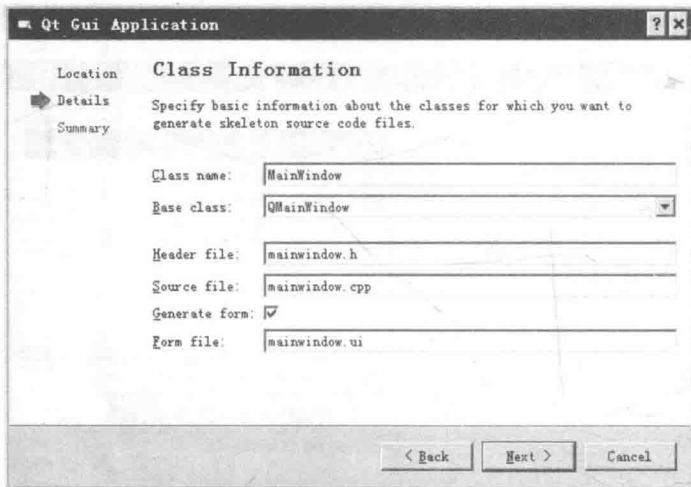 Qt Gui Application
Location
Details
Summary
Class Information
Specify basic information about the classes for which you want to
generate skeleton source code files.
Class name: MainWindow
Base class: QMainWindow
Header file: mainwindow.h
Source file: mainwindow.cpp
Generate form:
Form file: mainwindow.ui
< Back
Next >
Cancel